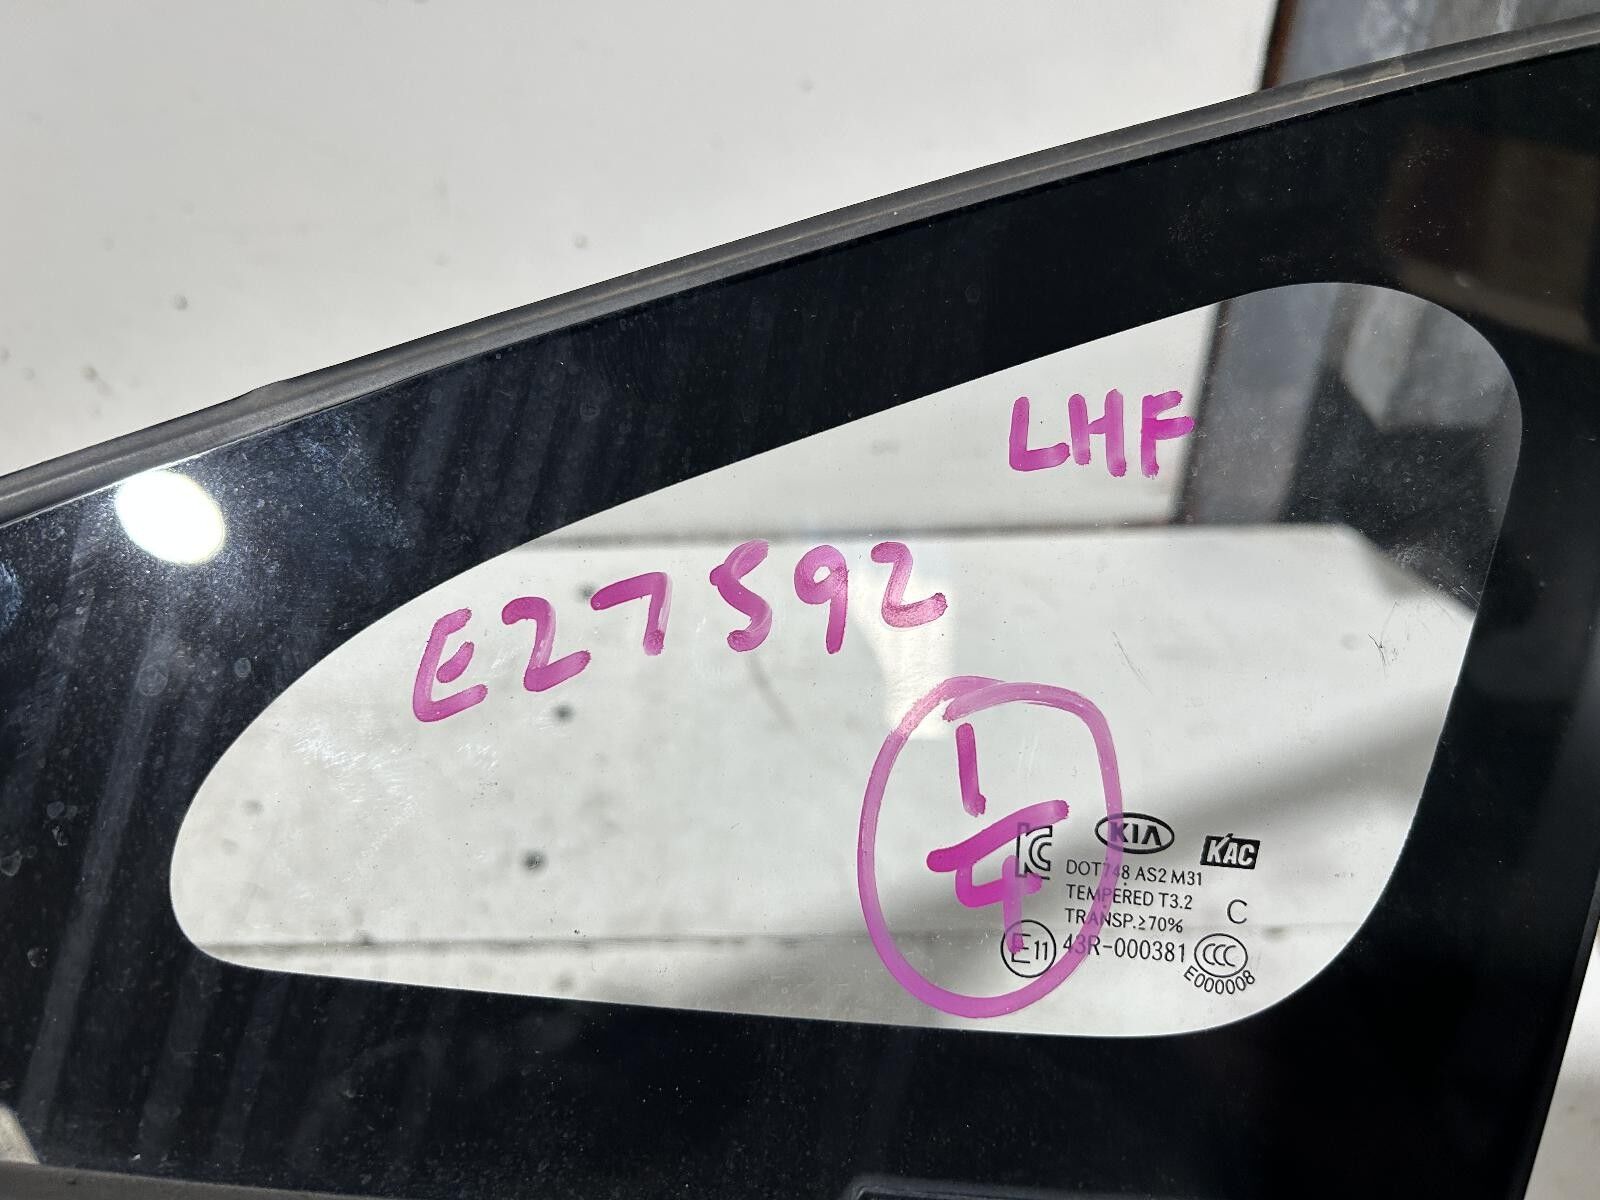 LHF
E27592
1/4
KC KIA KAC
DOT748 AS2 M31
TEMPERED T3.2
TRANSP.≥70% C
E11 43R-000381 CCC
E000008